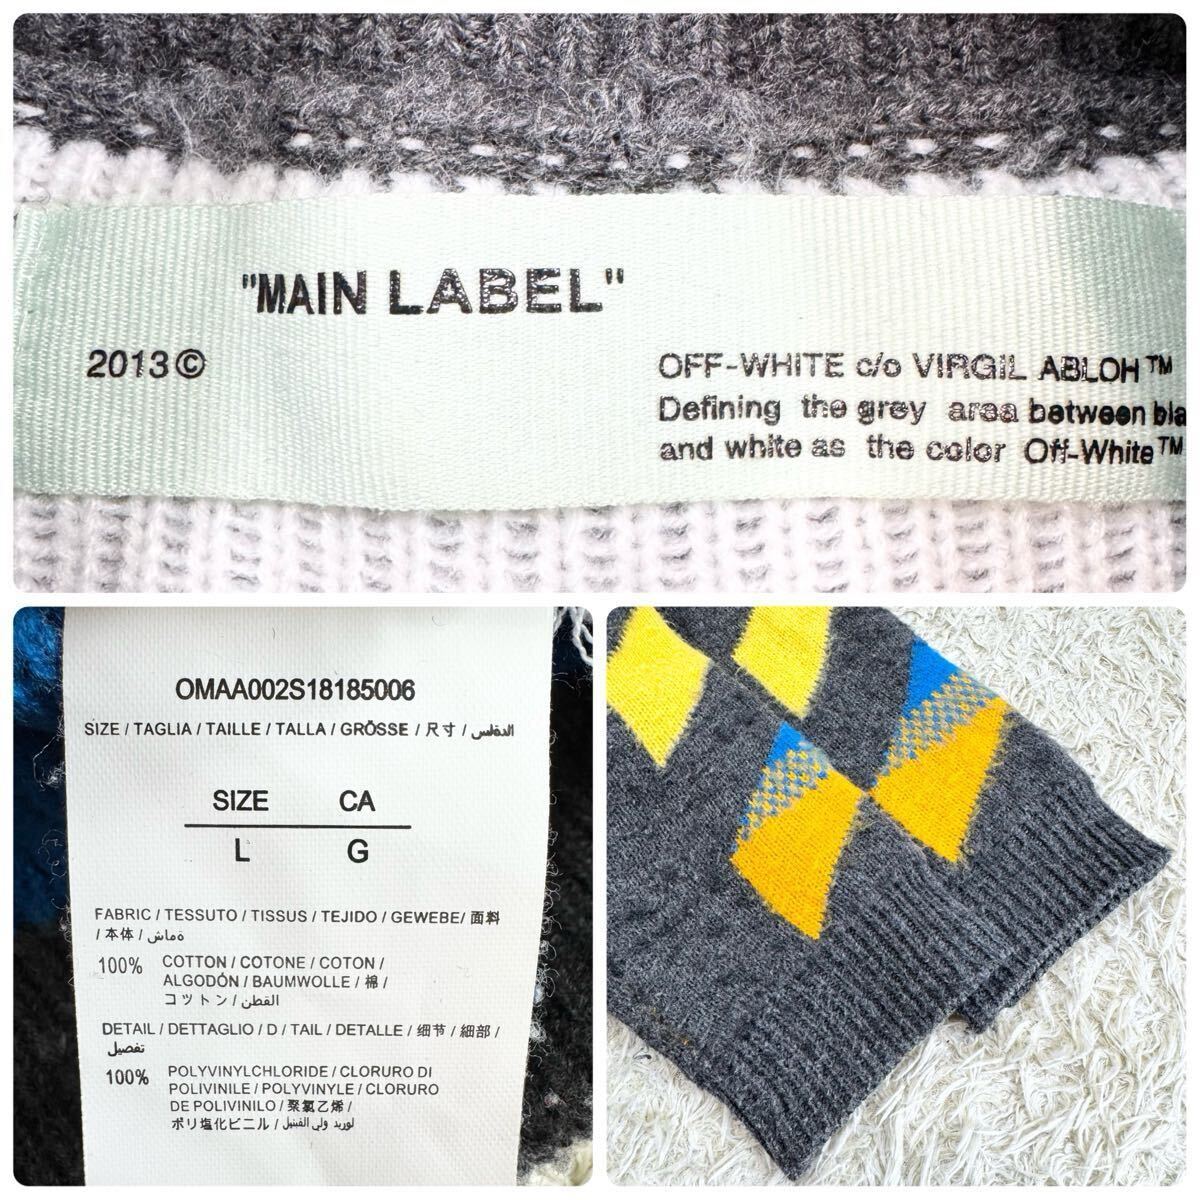 "MAIN LABEL"
2013©
OFF-WHITE c/o VIRGIL ABLOH™
Defining the grey area between bla
and white as the color Off-White™
OMAA002S18185006
SIZE / TAGLIA / TAILLE / TALLA / GRÖSSE / 尺寸 /
SIZE CA
L G
FABRIC / TESSUTO / TISSUS / TEJIDO / GEWEBE / 面料
/ 本体 / ةماش
100% COTTON / COTONE / COTON /
ALGODÓN / BAUMWOLLE / 棉 /
コットン / القطن
DETAIL / DETTAGLIO / D / TAIL / DETALLE / 细节 / 細部 /
تفصيل
100% POLYVINYLCHLORIDE / CLORURO DI
POLIVINILE / POLYVINYLE / CLORURO
DE POLIVINILO / 聚氯乙烯 /
ポリ塩化ビニル / لوريد ولي الفينيل